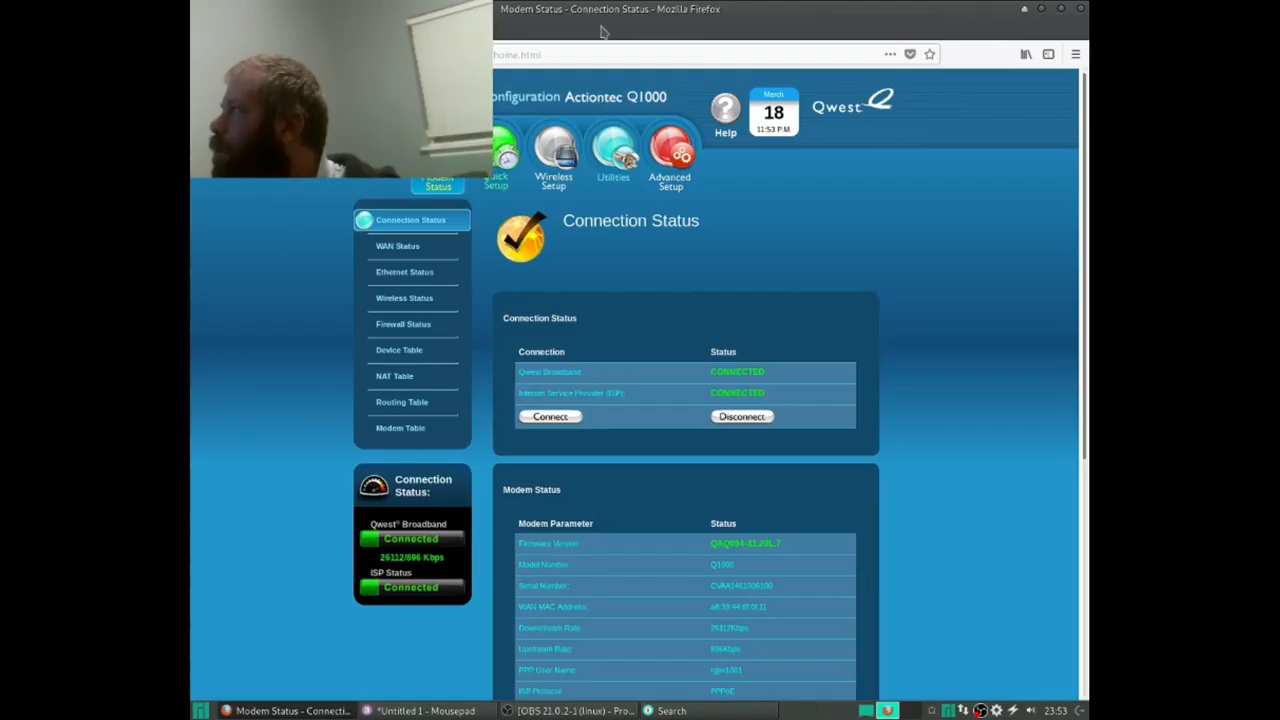 Modem Status - Connection Status - Mozilla Firefox
home.html
onfiguration Actiontec Q1000
Help
March
18
11:53 P.M
Qwest
Modem Status
uick Setup
Wireless Setup
Utilities
Advanced Setup
Connection Status
WAN Status
Ethernet Status
Wireless Status
Firewall Status
Device Table
NAT Table
Routing Table
Modem Table
Connection Status:
Qwest® Broadband
Connected
26112/896 Kbps
ISP Status
Connected
Connection Status
Connection Status
Connection Status
Qwest Broadband: CONNECTED
Internet Service Provider (ISP): CONNECTED
Connect Disconnect
Modem Status
Modem Parameter Status
Firmware Version:
Model Number: Q1000
Serial Number:
WAN MAC Address:
Downstream Rate: 26112Kbps
Upstream Rate: 896Kbps
PPP User Name:
ISP Protocol: PPPoE
Modem Status - Connecti...
*Untitled 1 - Mousepad
[OBS 21.0.2-1 (linux) - Pro...
Search
23:53